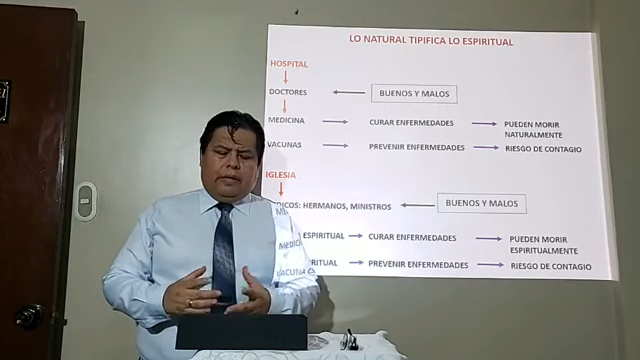 LO NATURAL TIPIFICA LO ESPIRITUAL
HOSPITAL
DOCTORES BUENOS Y MALOS
MEDICINA CURAR ENFERMEDADES PUEDEN MORIR
NATURALMENTE
VACUNAS PREVENIR ENFERMEDADES RIESGO DE CONTAGIO
IGLESIA
HERMANOS, MINISTROS BUENOS Y MALOS
ESPIRITUAL CURAR ENFERMEDADES PUEDEN MORIR
ESPIRITUALMENTE
PREVENIR ENFERMEDADES RIESGO DE CONTAGIO